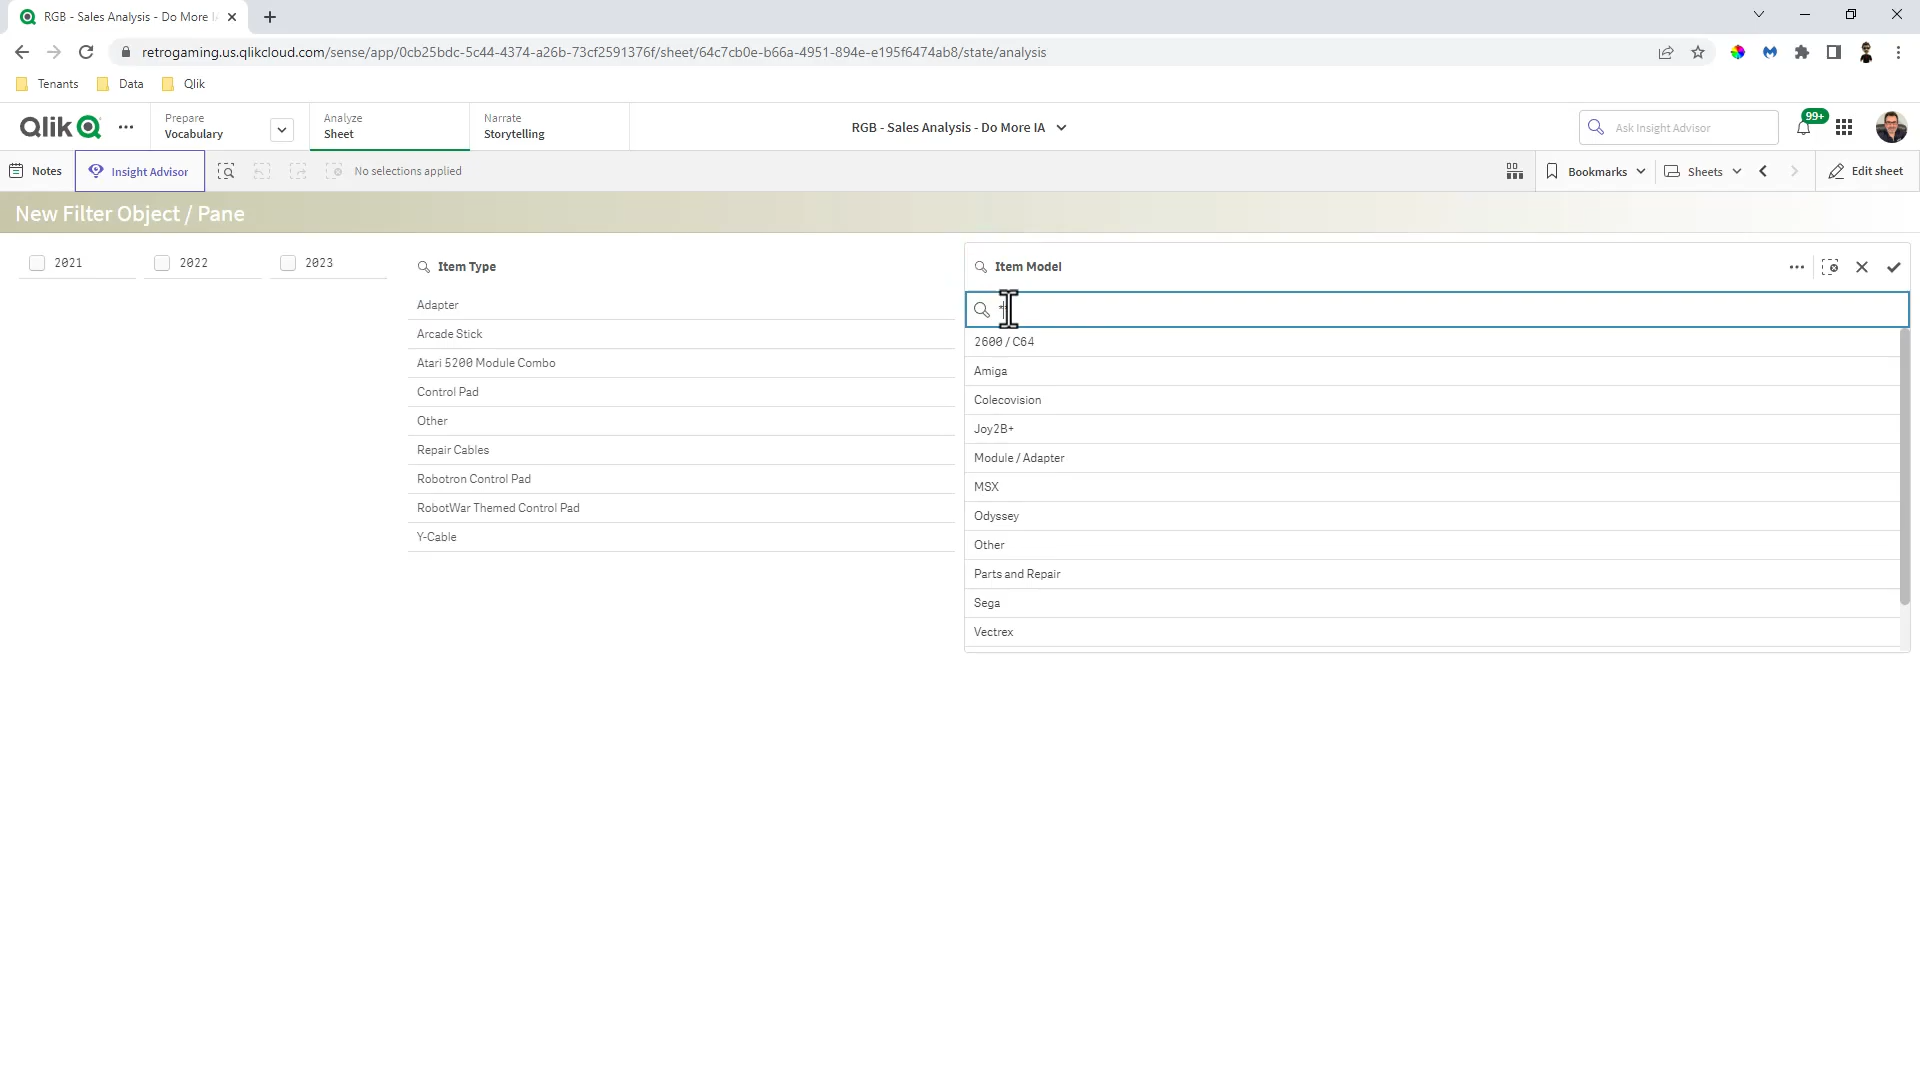 RGB - Sales Analysis - Do More IA
retrogaming.us.qlikcloud.com/sense/app/0cb25bdc-5c44-4374-a26b-73cf2591376f/sheet/64c7cb0e-b66a-4951-894e-e195f6474ab8/state/analysis
Tenants Data Qlik
Qlik
Prepare
Vocabulary
Analyze
Sheet
Narrate
Storytelling
RGB - Sales Analysis - Do More IA
Ask Insight Advisor
99+
Notes Insight Advisor No selections applied Bookmarks Sheets Edit sheet
New Filter Object / Pane
2021 2022 2023
Item Type
Adapter
Arcade Stick
Atari 5200 Module Combo
Control Pad
Other
Repair Cables
Robotron Control Pad
RobotWar Themed Control Pad
Y-Cable
Item Model
2600 / C64
Amiga
Colecovision
Joy2B+
Module / Adapter
MSX
Odyssey
Other
Parts and Repair
Sega
Vectrex